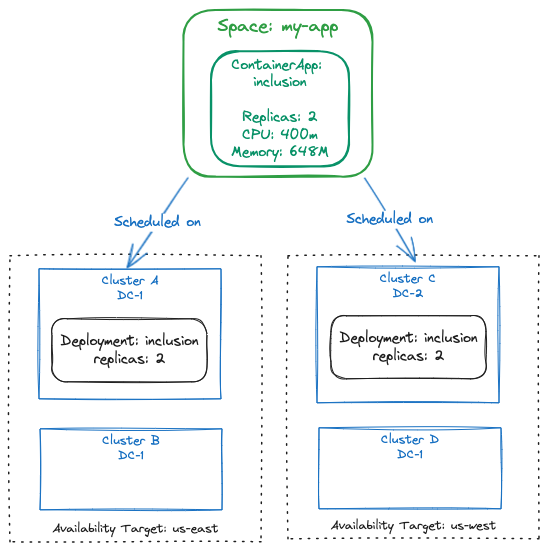 Space: my-app
ContainerApp:
inclusion
Replicas: 2
CPU: 400m
Memory: 648M
Scheduled on
Scheduled on
Cluster A
DC-1
Deployment: inclusion
replicas: 2
Cluster B
DC-1
Availability Target: us-east
Cluster C
DC-2
Deployment: inclusion
replicas: 2
Cluster D
DC-1
Availability Target: us-west